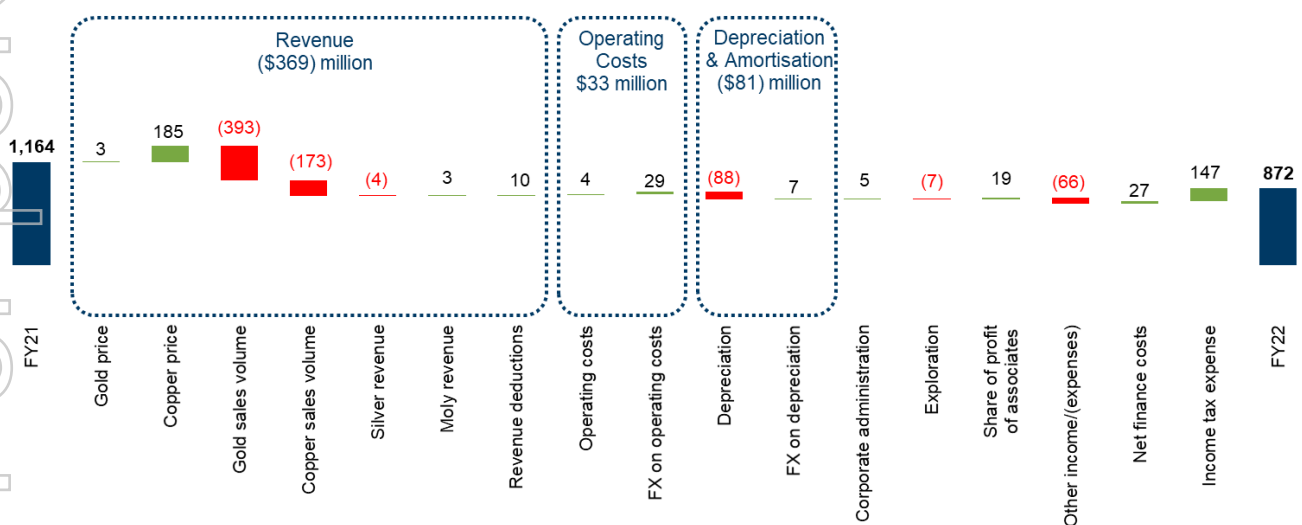 Revenue
($369) million
Operating
Costs
$33 million
Depreciation
& Amortisation
($81) million
1,164
3
185
(393)
(173)
(4)
3
10
4
29
(88)
7
5
(7)
19
(66)
27
147
872
FY21
Gold price
Copper price
Gold sales volume
Copper sales volume
Silver revenue
Moly revenue
Revenue deductions
Operating costs
FX on operating costs
Depreciation
FX on depreciation
Corporate administration
Exploration
Share of profit
of associates
Other income/(expenses)
Net finance costs
Income tax expense
FY22